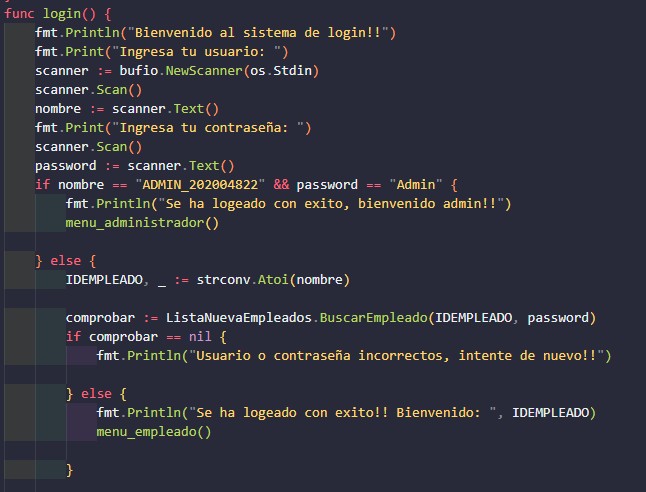 func login() {
    fmt.Println("Bienvenido al sistema de login!!")
    fmt.Print("Ingresa tu usuario: ")
    scanner := bufio.NewScanner(os.Stdin)
    scanner.Scan()
    nombre := scanner.Text()
    fmt.Print("Ingresa tu contraseña: ")
    scanner.Scan()
    password := scanner.Text()
    if nombre == "ADMIN_202004822" && password == "Admin" {
        fmt.Println("Se ha logeado con exito, bienvenido admin!!")
        menu_administrador()
    } else {
        IDEMPLEADO, _ := strconv.Atoi(nombre)
        comprobar := ListaNuevaEmpleados.BuscarEmpleado(IDEMPLEADO, password)
        if comprobar == nil {
            fmt.Println("Usuario o contraseña incorrectos, intente de nuevo!!")
        } else {
            fmt.Println("Se ha logeado con exito!! Bienvenido: ", IDEMPLEADO)
            menu_empleado()
        }